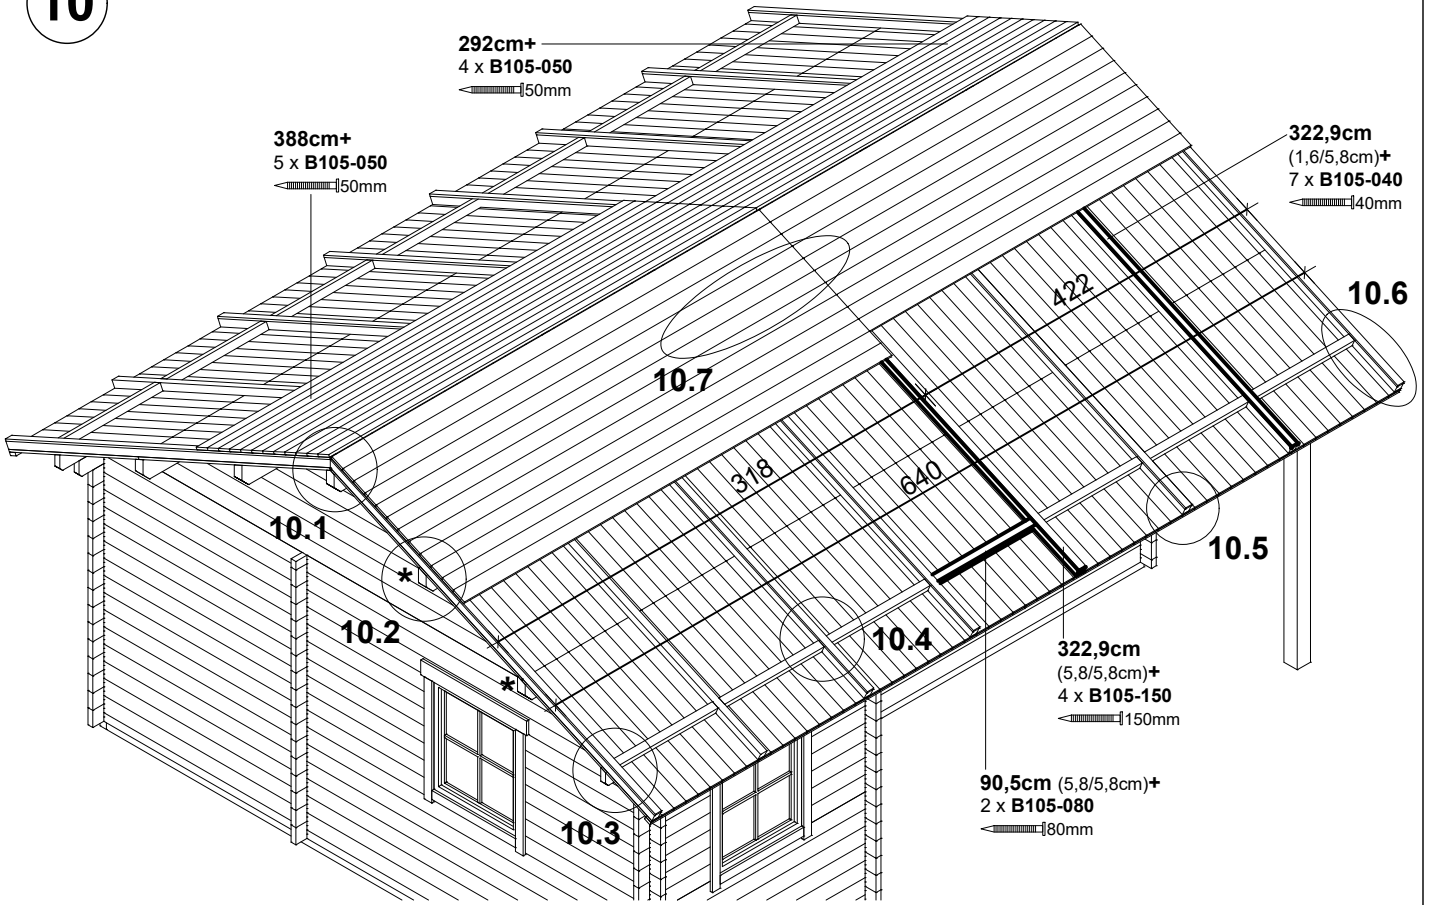 10
292cm+
4 x B105-050
50mm
388cm+
5 x B105-050
50mm
322,9cm
(1,6/5,8cm)+
7 x B105-040
40mm
10.6
422
10.7
318
640
10.1
10.5
*
10.2
10.4
*
322,9cm
(5,8/5,8cm)+
4 x B105-150
150mm
90,5cm (5,8/5,8cm)+
2 x B105-080
80mm
10.3